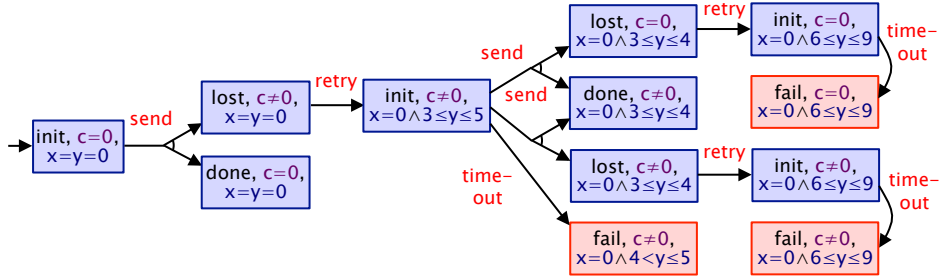 init, c=0,
x=y=0
send
lost, c≠0,
x=y=0
done, c=0,
x=y=0
retry
init, c≠0,
x=0∧3≤y≤5
send
send
time-
out
lost, c=0,
x=0∧3≤y≤4
done, c≠0,
x=0∧3≤y≤4
lost, c≠0,
x=0∧3≤y≤4
fail, c≠0,
x=0∧4<y≤5
retry
retry
init, c=0,
x=0∧6≤y≤9
time-
out
fail, c=0,
x=0∧6≤y≤9
init, c≠0,
x=0∧6≤y≤9
time-
out
fail, c≠0,
x=0∧6≤y≤9